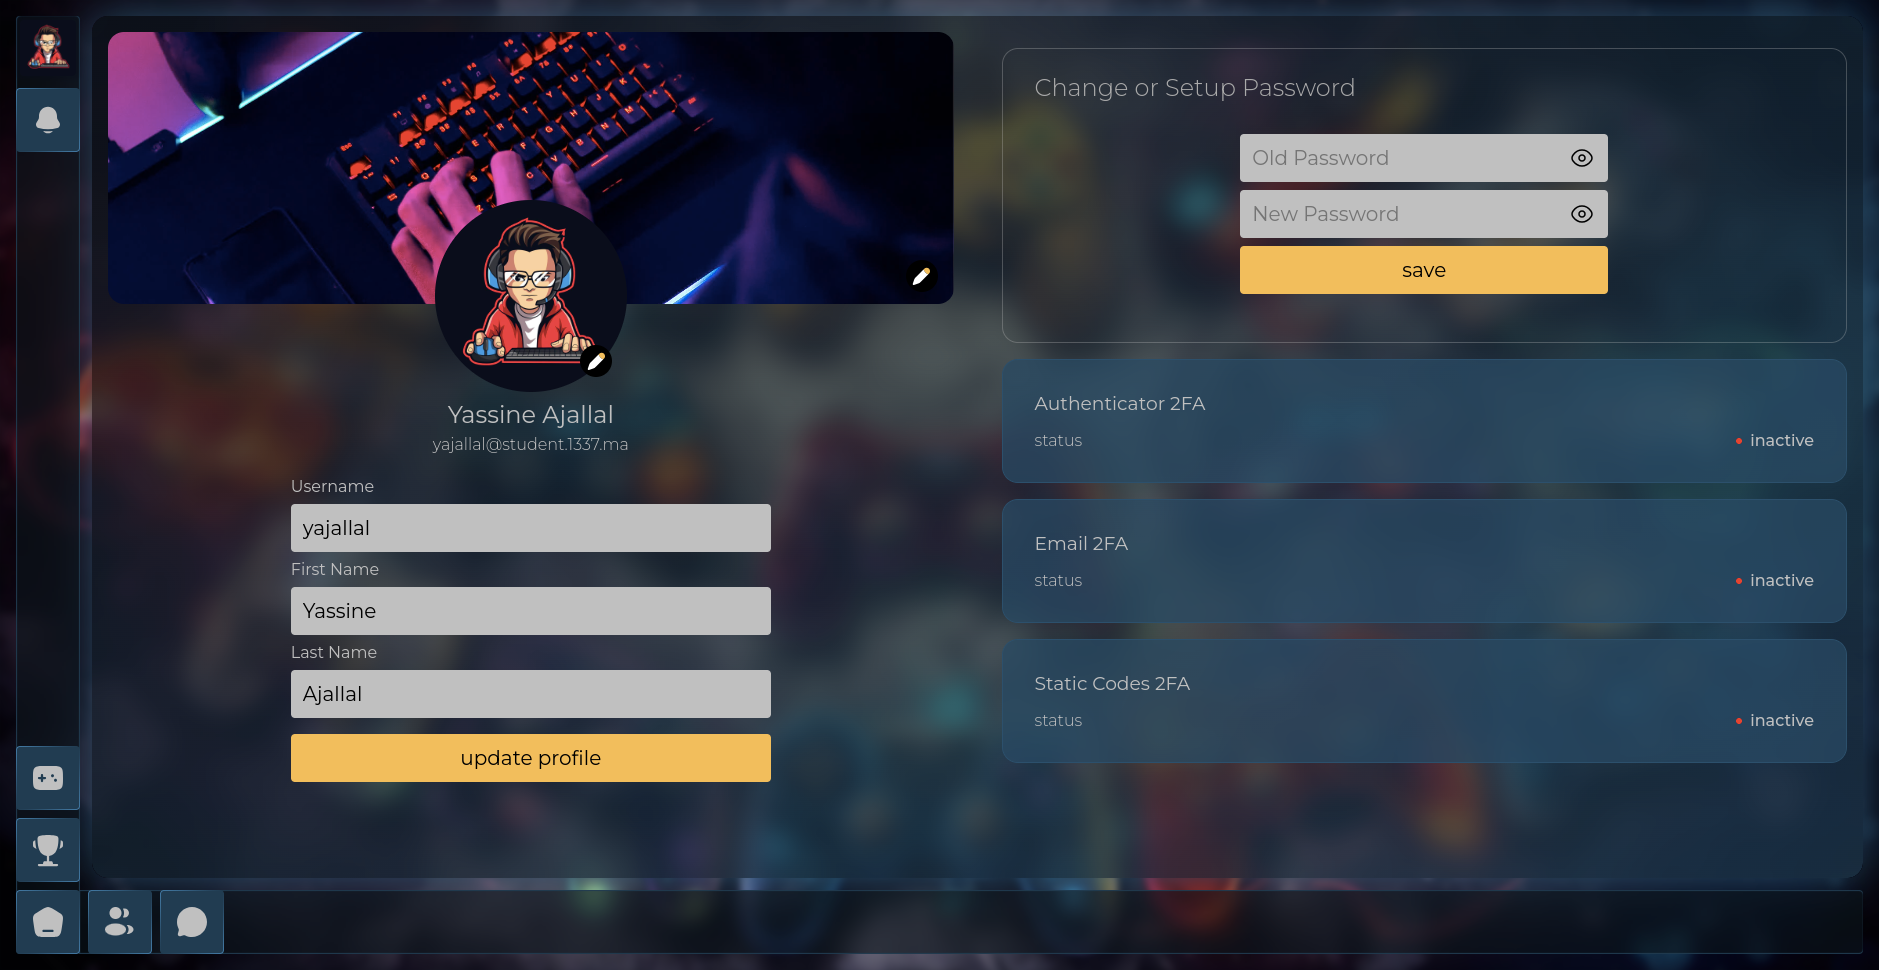 Yassine Ajallal
yajallal@student.1337.ma
Username
yajallal
First Name
Yassine
Last Name
Ajallal
update profile
Change or Setup Password
Old Password
New Password
save
Authenticator 2FA
status
inactive
Email 2FA
status
inactive
Static Codes 2FA
status
inactive